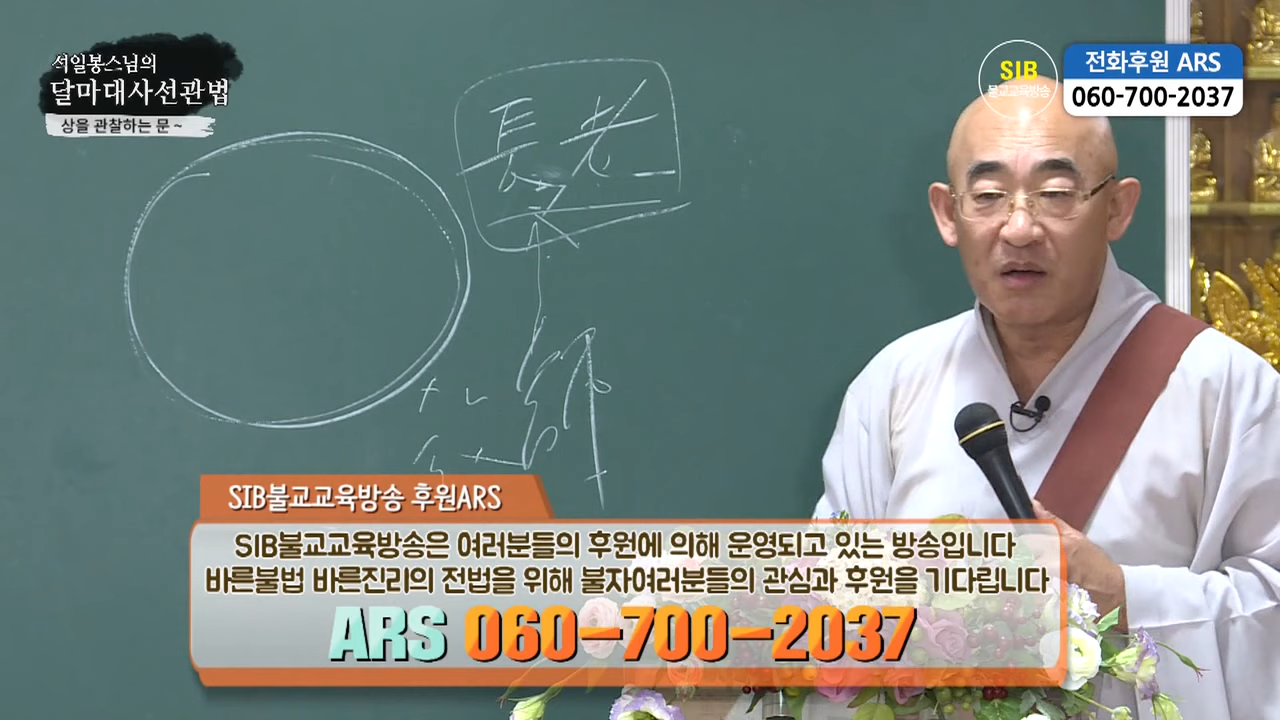 석일봉스님의
달마대사선관법
상을 관찰하는 문~
SIB
불교교육방송
전화후원 ARS
060-700-2037
長老
師
SIB불교교육방송 후원ARS
SIB불교교육방송은 여러분들의 후원에 의해 운영되고 있는 방송입니다
바른불법 바른진리의 전법을 위해 불자여러분들의 관심과 후원을 기다립니다
ARS 060-700-2037